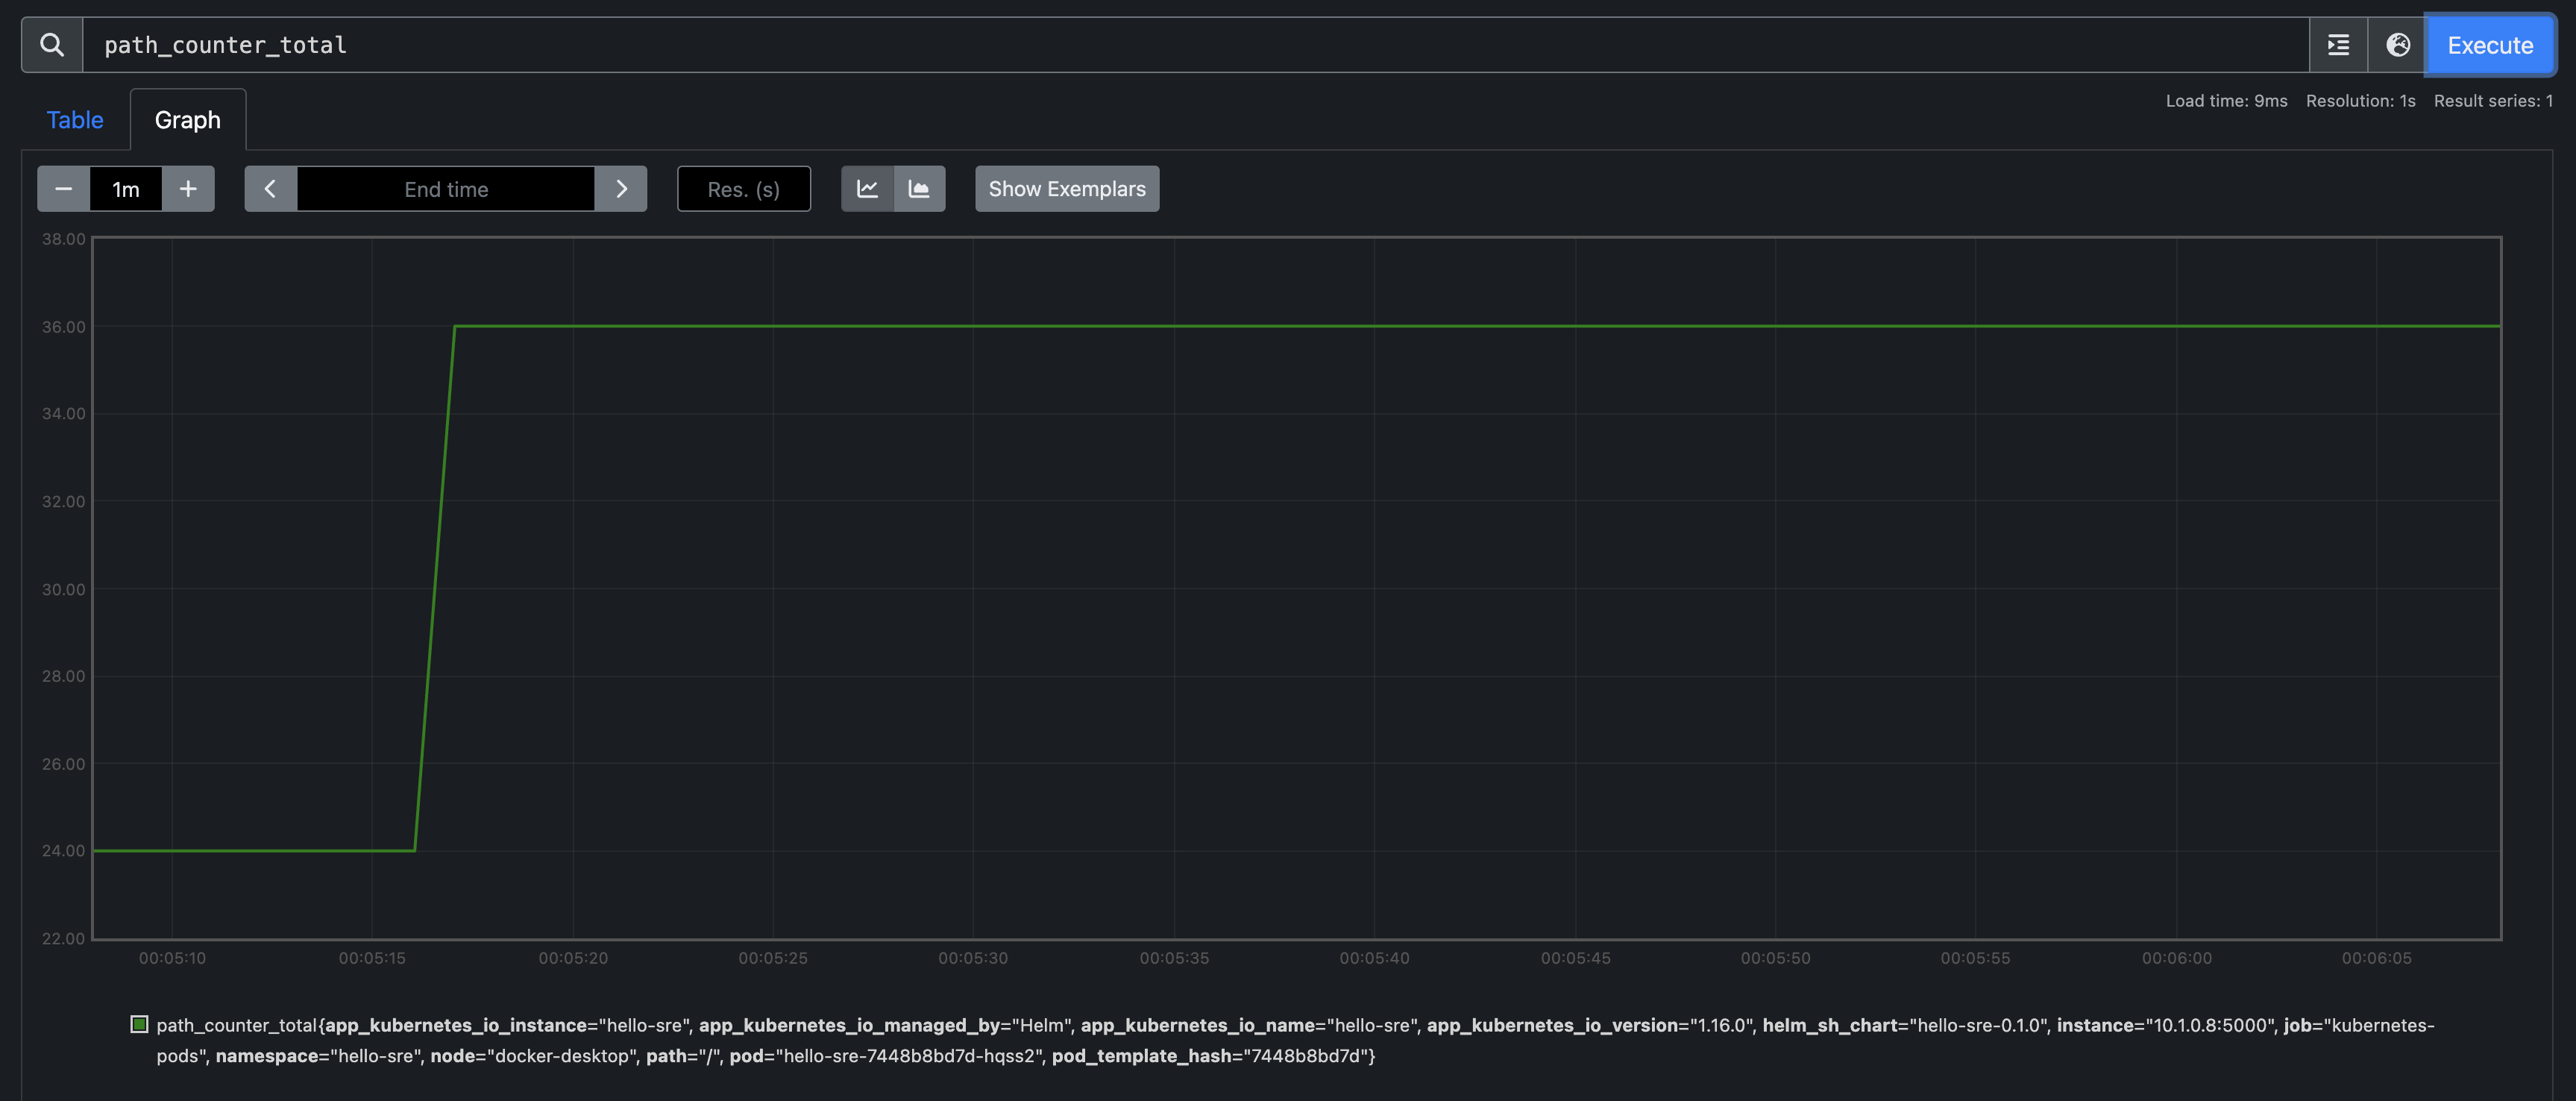 path_counter_total
Execute
Table
Graph
Load time: 9ms Resolution: 1s Result series: 1
1m
End time
Res. (s)
Show Exemplars
38.00
36.00
34.00
32.00
30.00
28.00
26.00
24.00
22.00
00:05:10 00:05:15 00:05:20 00:05:25 00:05:30 00:05:35 00:05:40 00:05:45 00:05:50 00:05:55 00:06:00 00:06:05
path_counter_total{app_kubernetes_io_instance="hello-sre", app_kubernetes_io_managed_by="Helm", app_kubernetes_io_name="hello-sre", app_kubernetes_io_version="1.16.0", helm_sh_chart="hello-sre-0.1.0", instance="10.1.0.8:5000", job="kubernetes-
pods", namespace="hello-sre", node="docker-desktop", path="/", pod="hello-sre-7448b8bd7d-hqss2", pod_template_hash="7448b8bd7d"}